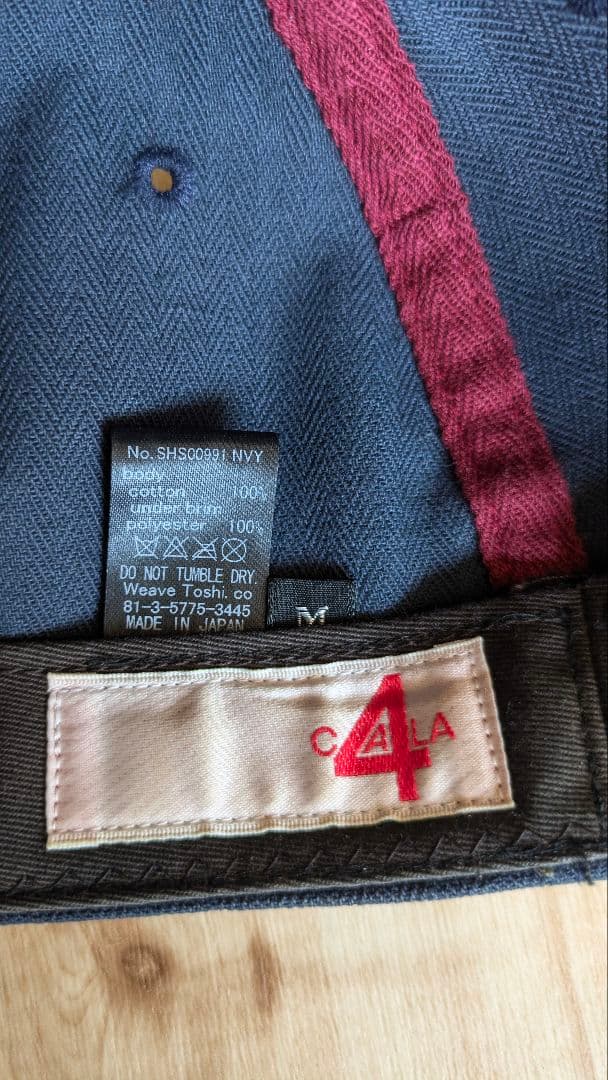 No. SHS00991 NVY
body
cotton 100%
under brim
polyester 100%
DO NOT TUMBLE DRY.
Weave Toshi. co
81-3-5775-3445
MADE IN JAPAN
M
CA4LA